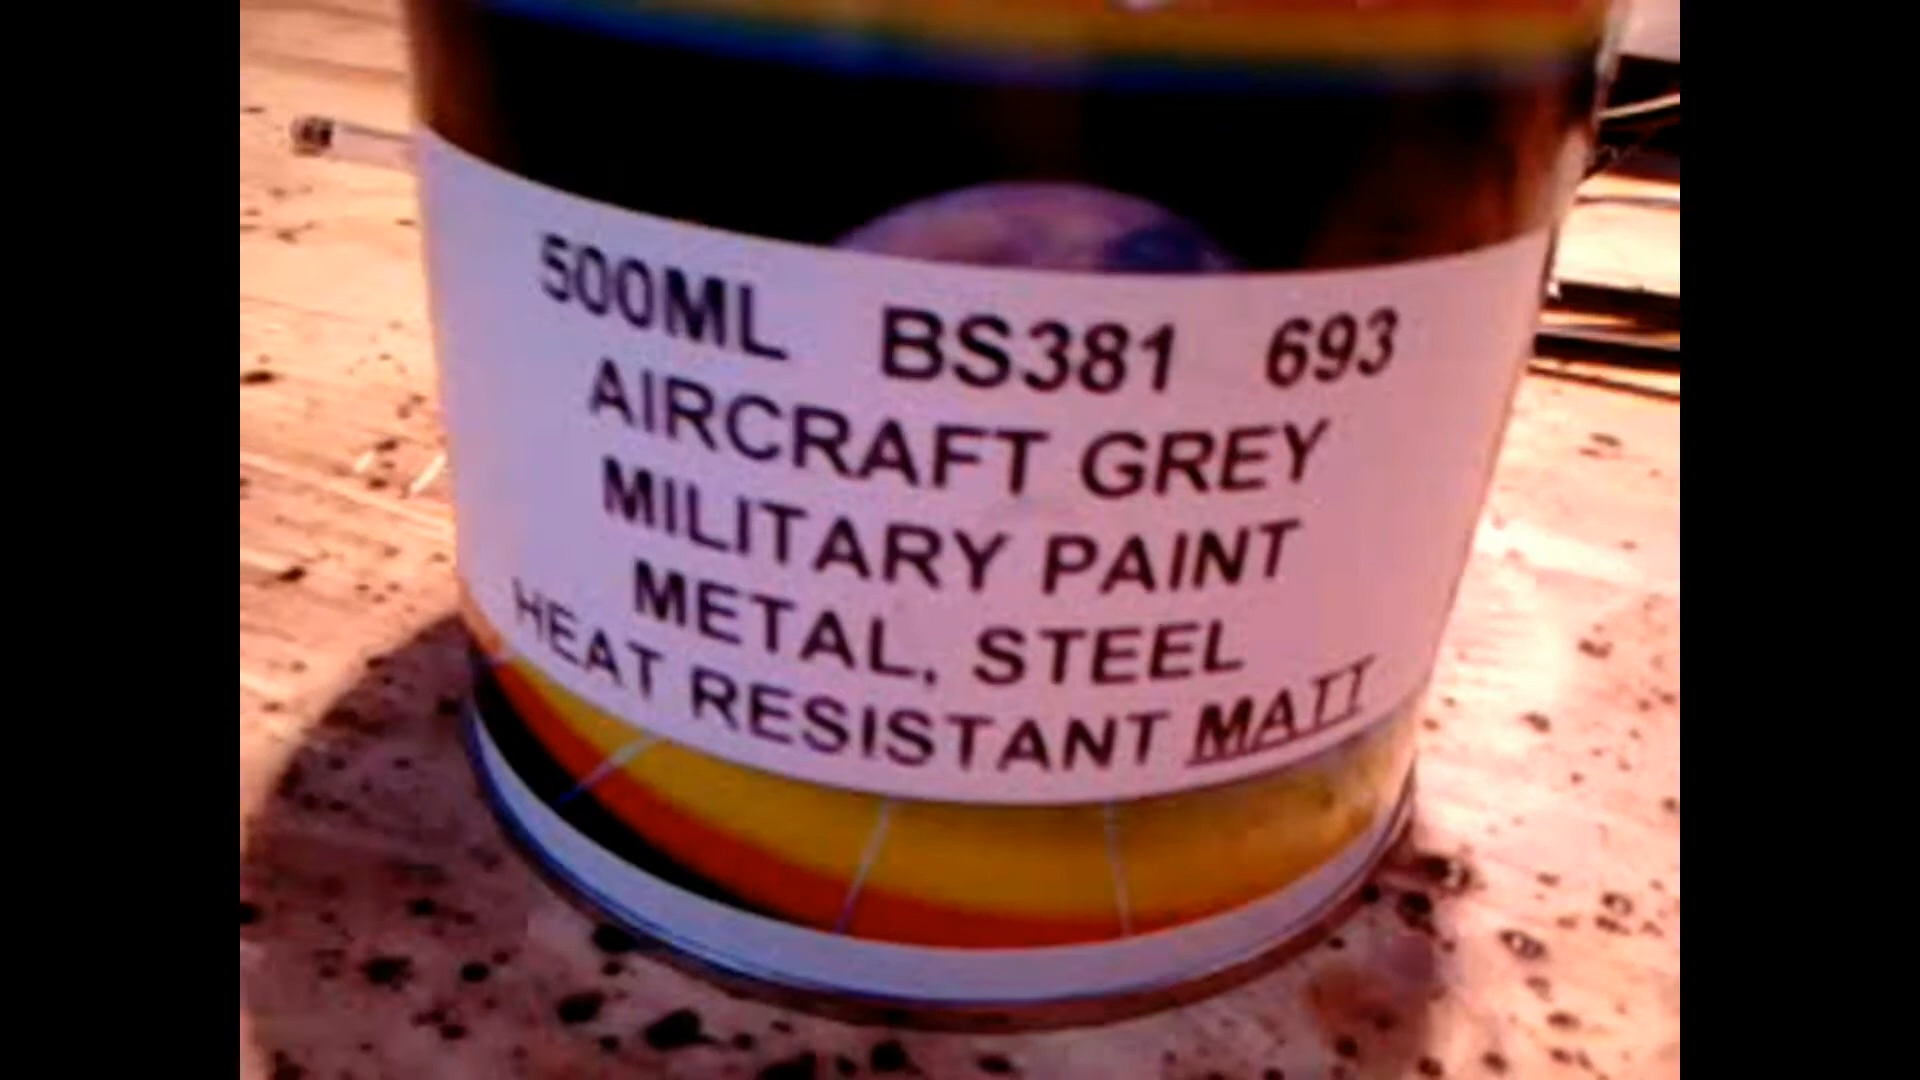 500ML BS381 693
AIRCRAFT GREY
MILITARY PAINT
METAL, STEEL
HEAT RESISTANT MATT